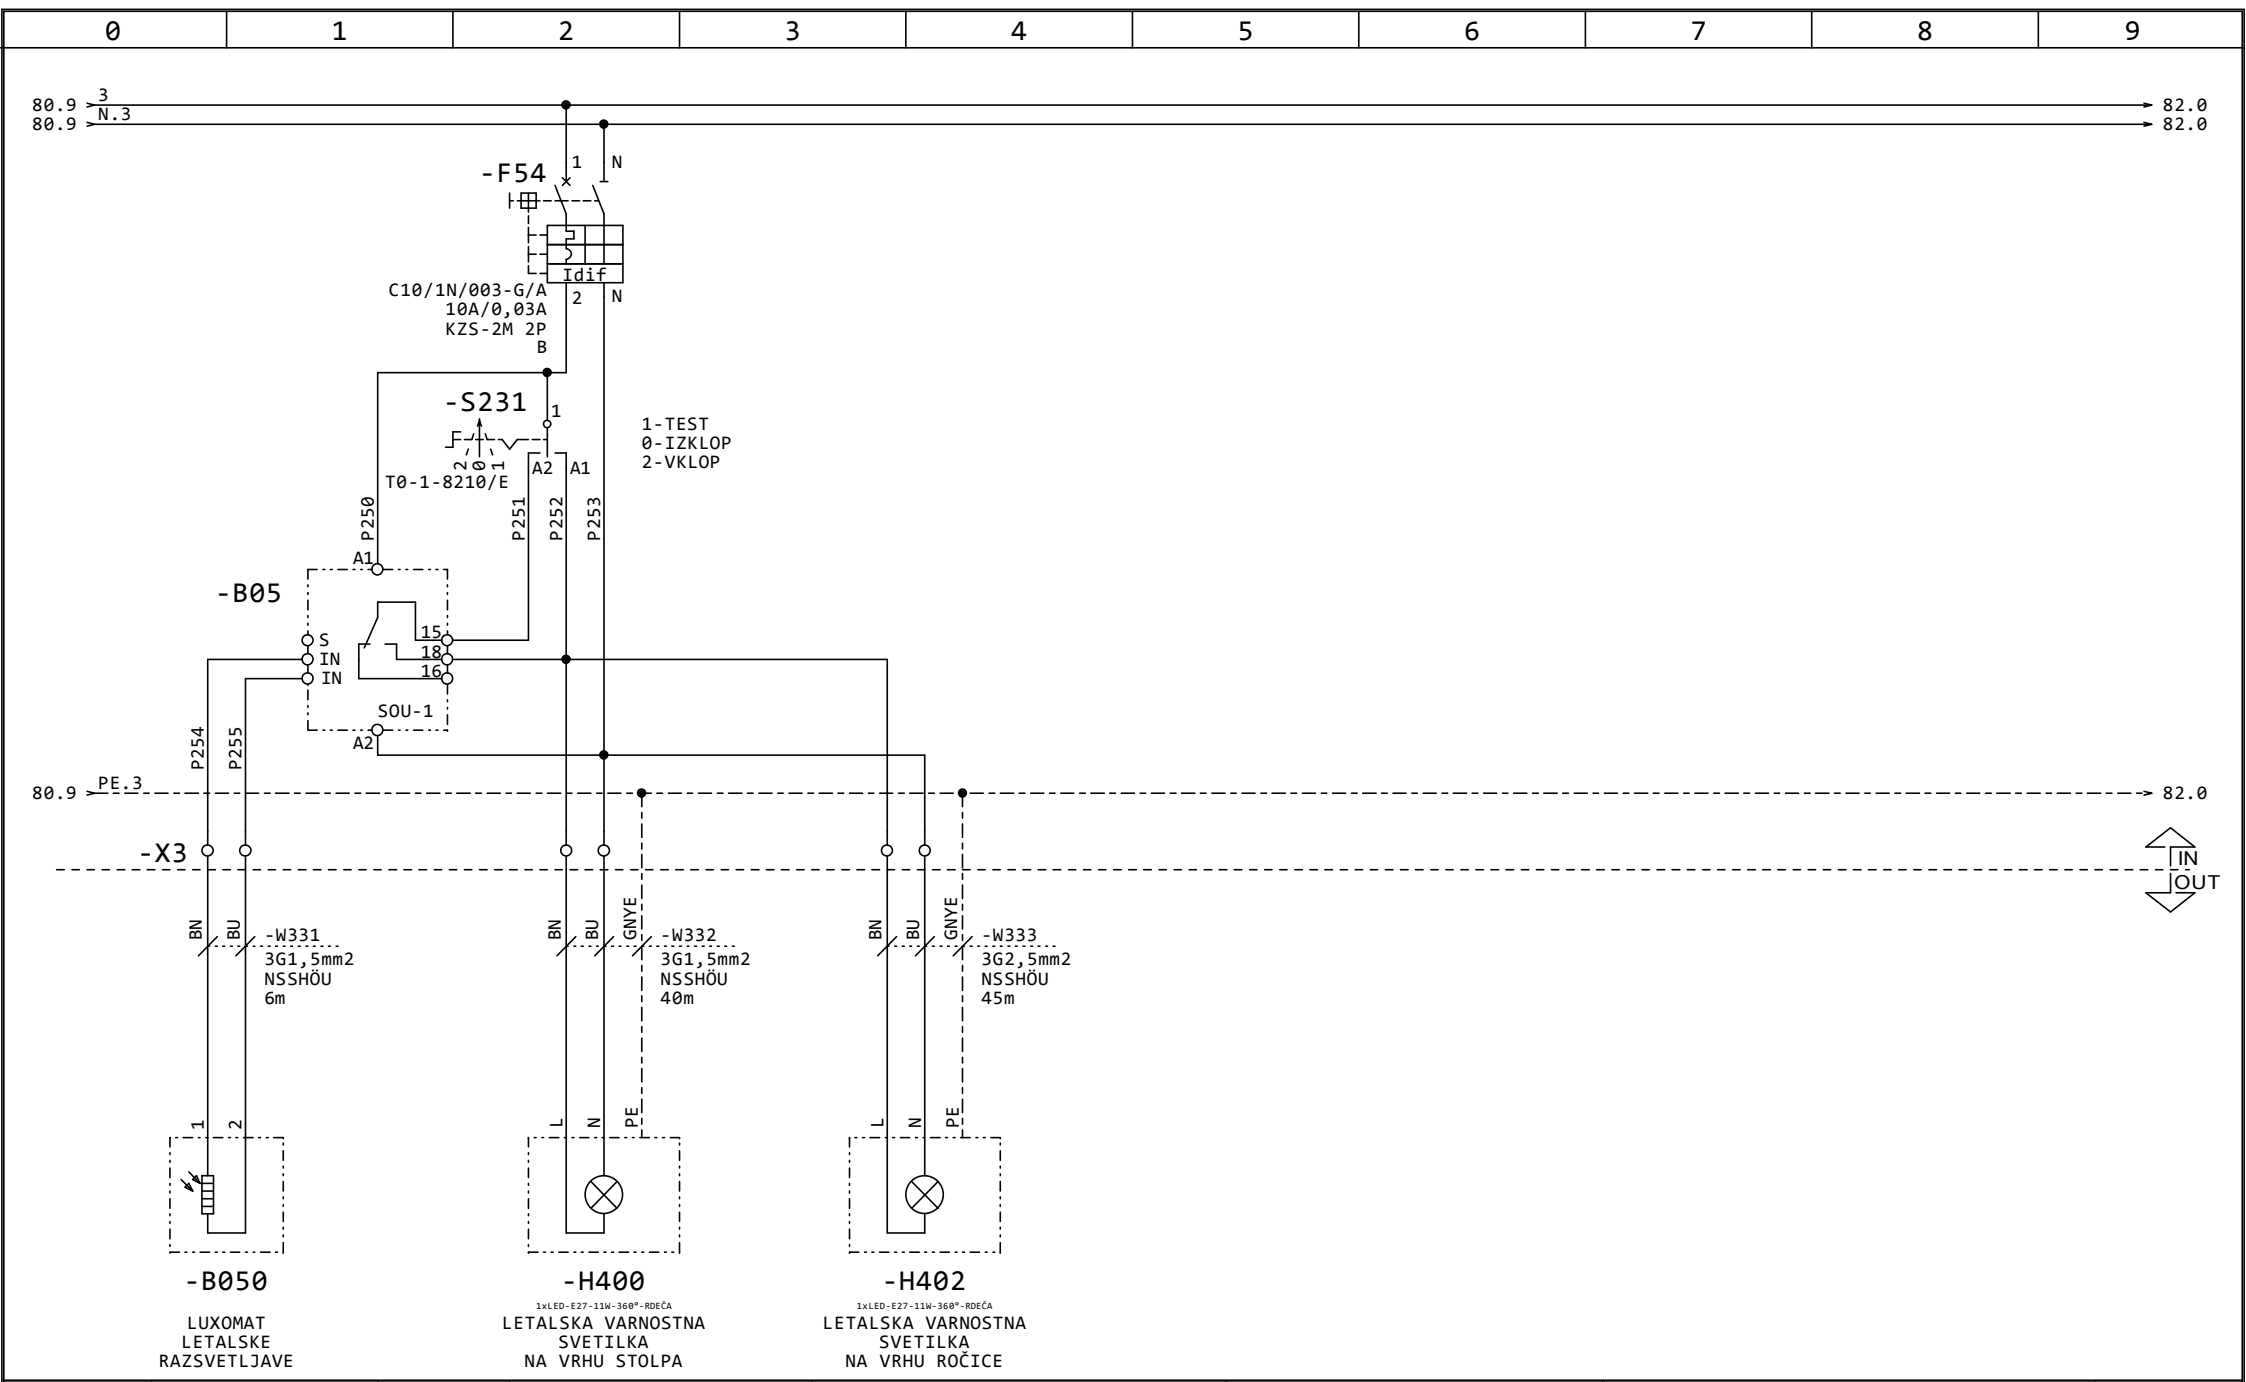 0 1 2 3 4 5 6 7 8 9
80.9 3 82.0
80.9 N.3 82.0
1 N
-F54
Idif
2 N
C10/1N/003-G/A
10A/0,03A
KZS-2M 2P
B
-S231
1
2 0 1
A2 A1
T0-1-8210/E
1-TEST
0-IZKLOP
2-VKLOP
P250 P251 P252 P253
A1
-B05
S 15
IN 18
IN 16
SOU-1
A2
P254 P255
80.9 PE.3 82.0
-X3
IN
OUT
BN BU
-W331
3G1,5mm2
NSSHÖU
6m
BN BU GNYE
-W332
3G1,5mm2
NSSHÖU
40m
BN BU GNYE
-W333
3G2,5mm2
NSSHÖU
45m
1 2
L N PE
L N PE
-B050
LUXOMAT
LETALSKE
RAZSVETLJAVE
-H400
1xLED-E27-11W-360°-RDEČA
LETALSKA VARNOSTNA
SVETILKA
NA VRHU STOLPA
-H402
1xLED-E27-11W-360°-RDEČA
LETALSKA VARNOSTNA
SVETILKA
NA VRHU ROČICE